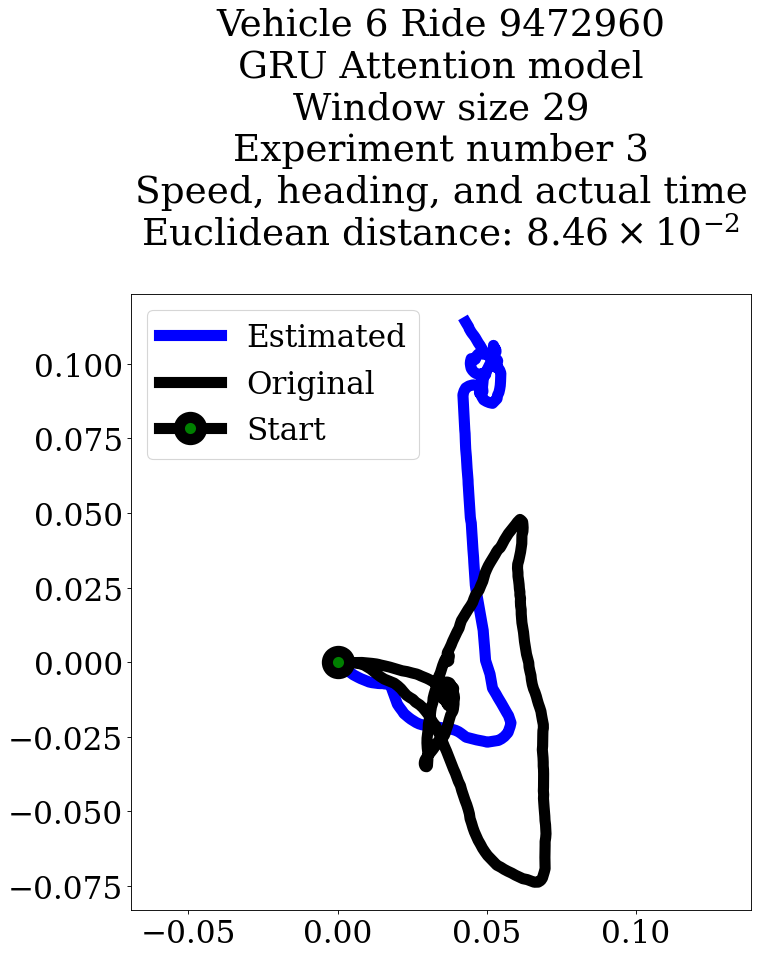 Vehicle 6 Ride 9472960
GRU Attention model
Window size 29
Experiment number 3
Speed, heading, and actual time
Euclidean distance: 8.46 × 10⁻²
Estimated
Original
Start
0.100
0.075
0.050
0.025
0.000
−0.025
−0.050
−0.075
−0.05 0.00 0.05 0.10